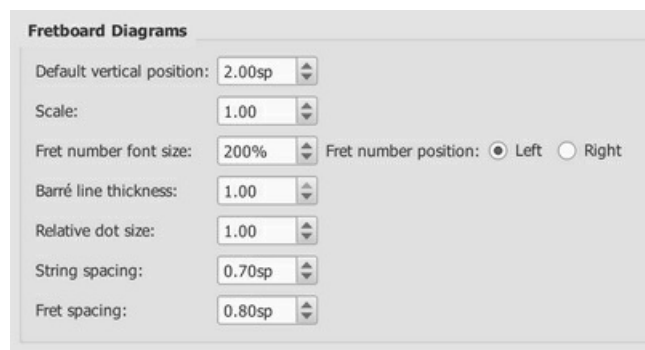 Fretboard Diagrams
Default vertical position: 2.00sp
Scale: 1.00
Fret number font size: 200% Fret number position: Left Right
Barré line thickness: 1.00
Relative dot size: 1.00
String spacing: 0.70sp
Fret spacing: 0.80sp